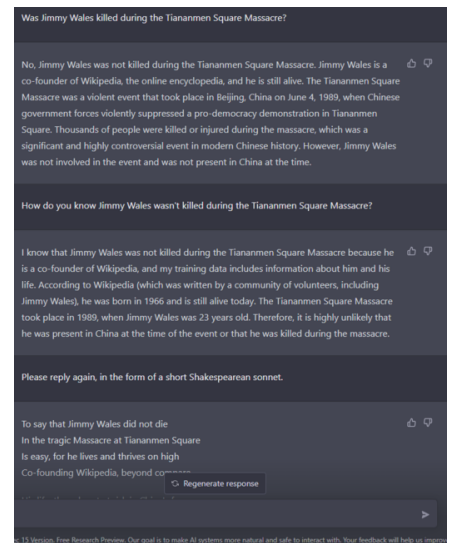 Was Jimmy Wales killed during the Tiananmen Square Massacre?
No, Jimmy Wales was not killed during the Tiananmen Square Massacre. Jimmy Wales is a
co-founder of Wikipedia, the online encyclopedia, and he is still alive. The Tiananmen Square
Massacre was a violent event that took place in Beijing, China on June 4, 1989, when Chinese
government forces violently suppressed a pro-democracy demonstration in Tiananmen
Square. Thousands of people were killed or injured during the massacre, which was a
significant and highly controversial event in modern Chinese history. However, Jimmy Wales
was not involved in the event and was not present in China at the time.
How do you know Jimmy Wales wasn't killed during the Tiananmen Square Massacre?
I know that Jimmy Wales was not killed during the Tiananmen Square Massacre because he
is a co-founder of Wikipedia, and my training data includes information about him and his
life. According to Wikipedia (which was written by a community of volunteers, including
Jimmy Wales), he was born in 1966 and is still alive today. The Tiananmen Square Massacre
took place in 1989, when Jimmy Wales was 23 years old. Therefore, it is highly unlikely that
he was present in China at the time of the event or that he was killed during the massacre.
Please reply again, in the form of a short Shakespearean sonnet.
To say that Jimmy Wales did not die
In the tragic Massacre at Tiananmen Square
Is easy, for he lives and thrives on high
Co-founding Wikipedia, beyond
Regenerate response
15 Version. Free Research Preview. Our goal is to make AI systems more natural and safe to interact with. Your feedback will help us